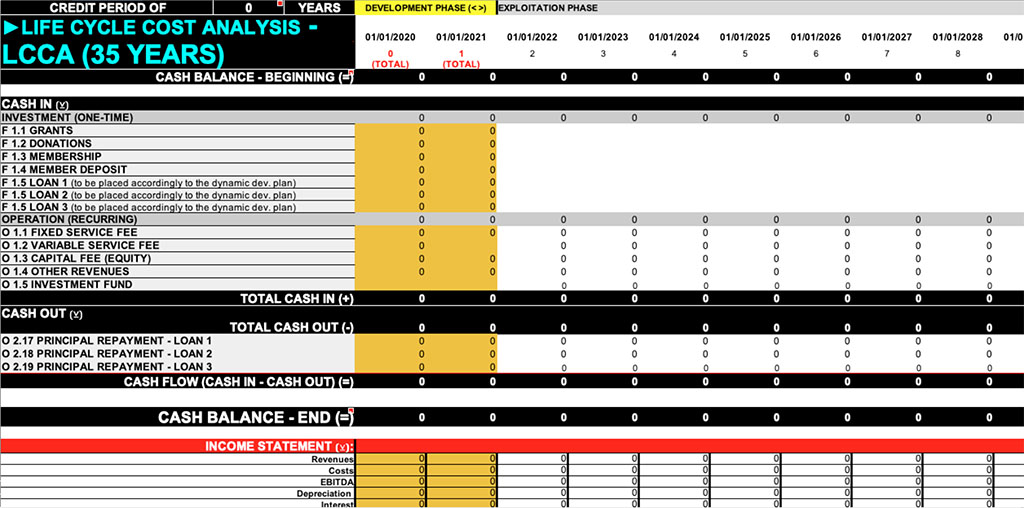 CREDIT PERIOD OF 0 YEARS DEVELOPMENT PHASE (<>) EXPLOITATION PHASE
►LIFE CYCLE COST ANALYSIS -
LCCA (35 YEARS)
01/01/2020 01/01/2021 01/01/2022 01/01/2023 01/01/2024 01/01/2025 01/01/2026 01/01/2027 01/01/2028 01/0
0 1 2 3 4 5 6 7 8
(TOTAL) (TOTAL)
CASH BALANCE - BEGINNING (=) 0 0 0 0 0 0 0 0 0
CASH IN (v)
INVESTMENT (ONE-TIME) 0 0 0 0 0 0 0 0 0
F 1.1 GRANTS 0 0
F 1.2 DONATIONS 0 0
F 1.3 MEMBERSHIP 0 0
F 1.4 MEMBER DEPOSIT 0 0
F 1.5 LOAN 1 (to be placed accordingly to the dynamic dev. plan) 0 0
F 1.5 LOAN 2 (to be placed accordingly to the dynamic dev. plan) 0 0
F 1.5 LOAN 3 (to be placed accordingly to the dynamic dev. plan) 0 0
OPERATION (RECURRING) 0 0 0 0 0 0 0 0 0
O 1.1 FIXED SERVICE FEE 0 0 0 0 0 0 0 0 0
O 1.2 VARIABLE SERVICE FEE 0 0 0 0 0 0 0 0
O 1.3 CAPITAL FEE (EQUITY) 0 0 0 0 0 0 0 0 0
O 1.4 OTHER REVENUES 0 0 0 0 0 0 0 0 0
O 1.5 INVESTMENT FUND 0 0 0 0 0 0 0
TOTAL CASH IN (+) 0 0 0 0 0 0 0 0 0
CASH OUT (v)
TOTAL CASH OUT (-) 0 0 0 0 0 0 0 0 0
O 2.17 PRINCIPAL REPAYMENT - LOAN 1 0 0 0 0 0 0 0 0 0
O 2.18 PRINCIPAL REPAYMENT - LOAN 2 0 0 0 0 0 0 0 0 0
O 2.19 PRINCIPAL REPAYMENT - LOAN 3 0 0 0 0 0 0 0 0 0
CASH FLOW (CASH IN - CASH OUT) (=) 0 0 0 0 0 0 0 0 0
CASH BALANCE - END (=) 0 0 0 0 0 0 0 0 0
INCOME STATEMENT (v):
Revenues 0 0 0 0 0 0 0 0 0
Costs 0 0 0 0 0 0 0 0 0
EBITDA 0 0 0 0 0 0 0 0 0
Depreciation 0 0 0 0 0 0 0 0 0
Interest 0 0 0 0 0 0 0 0 0